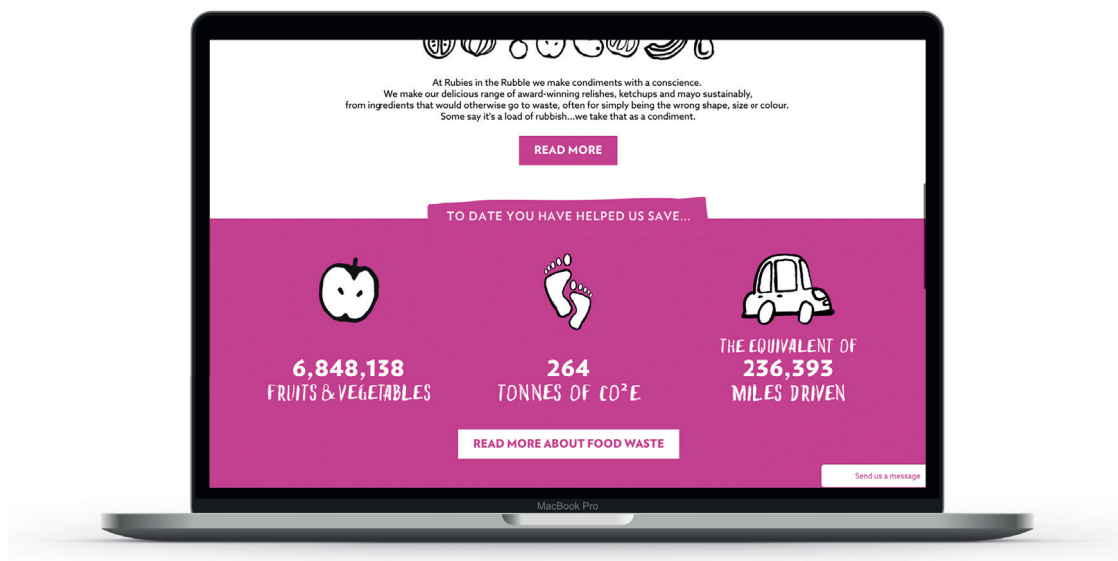 At Rubies in the Rubble we make condiments with a conscience.
We make our delicious range of award-winning relishes, ketchups and mayo sustainably,
from ingredients that would otherwise go to waste, often for simply being the wrong shape, size or colour.
Some say it's a load of rubbish...we take that as a condiment.
READ MORE
TO DATE YOU HAVE HELPED US SAVE...
6,848,138
FRUITS & VEGETABLES
264
TONNES OF CO²E
THE EQUIVALENT OF
236,393
MILES DRIVEN
READ MORE ABOUT FOOD WASTE
Send us a message
MacBook Pro